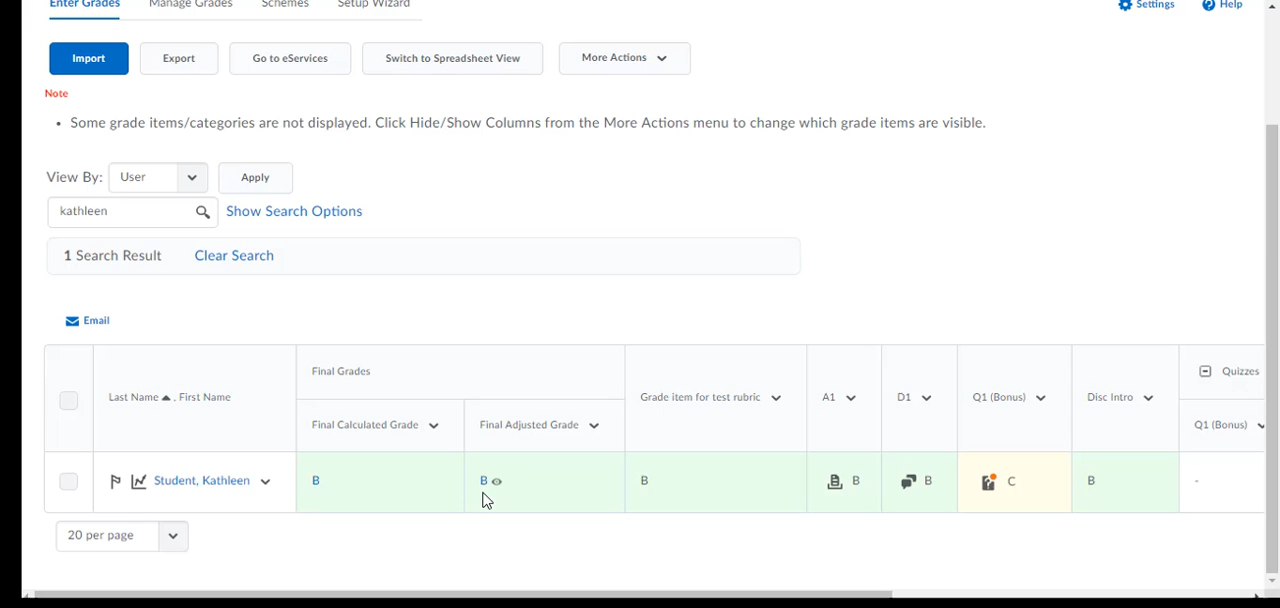 Enter Grades Manage Grades Schemes Setup Wizard Settings Help
Import Export Go to eServices Switch to Spreadsheet View More Actions
Note
• Some grade items/categories are not displayed. Click Hide/Show Columns from the More Actions menu to change which grade items are visible.
View By: User Apply
kathleen Show Search Options
1 Search Result Clear Search
Email
Final Grades Quizzes
Last Name , First Name Grade item for test rubric A1 D1 Q1 (Bonus) Disc Intro
Final Calculated Grade Final Adjusted Grade Q1 (Bonus)
Student, Kathleen B B B B B C B -
20 per page